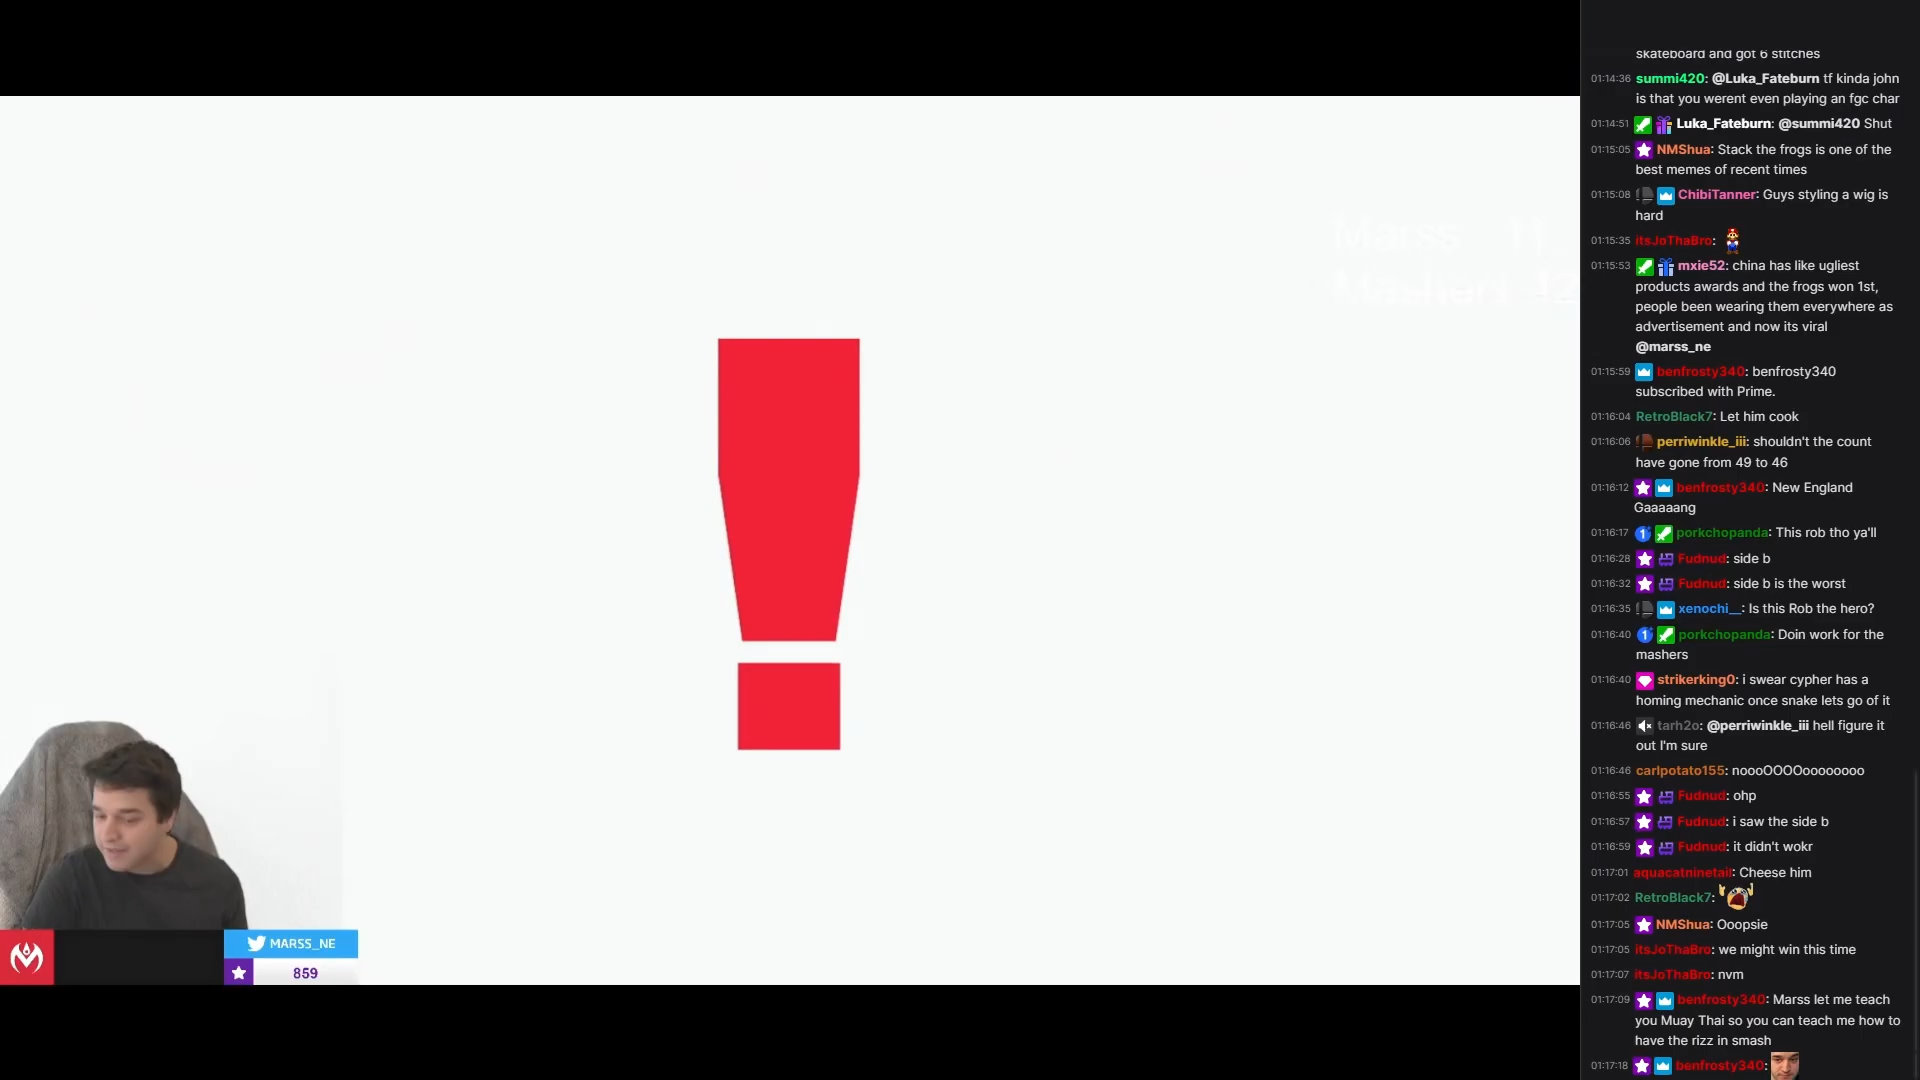 skateboard and got 6 stitches
01:14:36 summi420: @Luka_Fateburn tf kinda john
is that you werent even playing an fgc char
01:14:51 Luka_Fateburn: @summi420 Shut
01:15:05 NMShua: Stack the frogs is one of the
best memes of recent times
01:15:08 ChibiTanner: Guys styling a wig is
hard
01:15:35 itsJoThaBro:
01:15:53 mxie52: china has like ugliest
products awards and the frogs won 1st,
people been wearing them everywhere as
advertisement and now its viral
@marss_ne
01:15:59 benfrosty340: benfrosty340
subscribed with Prime.
01:16:04 RetroBlack7: Let him cook
01:16:06 perriwinkle_iii: shouldn't the count
have gone from 49 to 46
01:16:12 benfrosty340: New England
Gaaaaang
01:16:17 1 porkchopanda: This rob tho ya'll
01:16:28 Fudnud: side b
01:16:32 Fudnud: side b is the worst
01:16:35 xenochi__: Is this Rob the hero?
01:16:40 1 porkchopanda: Doin work for the
mashers
01:16:40 strikerking0: i swear cypher has a
homing mechanic once snake lets go of it
01:16:46 tarh2o: @perriwinkle_iii hell figure it
out I'm sure
01:16:46 carlpotato155: noooOOOOoooooooo
01:16:55 Fudnud: ohp
01:16:57 Fudnud: i saw the side b
01:16:59 Fudnud: it didn't wokr
01:17:01 aquacatninetail: Cheese him
01:17:02 RetroBlack7:
01:17:05 NMShua: Ooopsie
01:17:05 itsJoThaBro: we might win this time
01:17:07 itsJoThaBro: nvm
01:17:09 benfrosty340: Marss let me teach
you Muay Thai so you can teach me how to
have the rizz in smash
01:17:18 benfrosty340:
Marss 11
Mashers 42
!
MARSS_NE
859